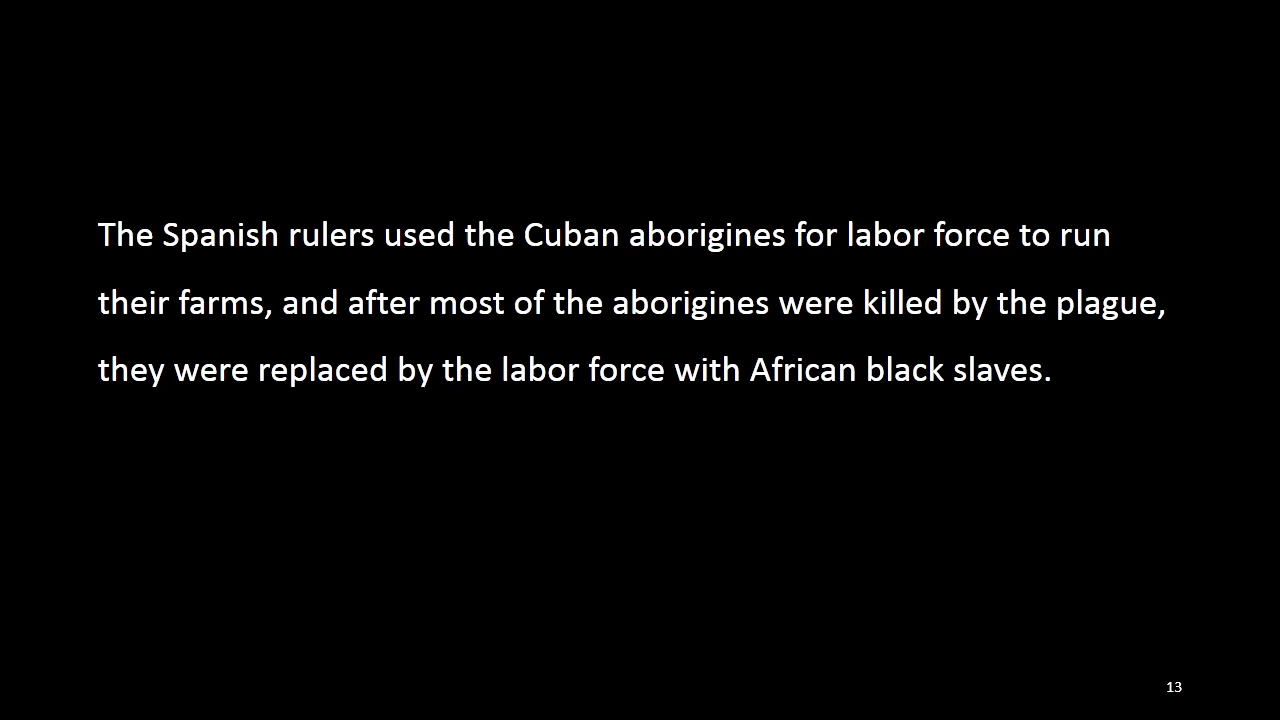 The Spanish rulers used the Cuban aborigines for labor force to run
their farms, and after most of the aborigines were killed by the plague,
they were replaced by the labor force with African black slaves.
13